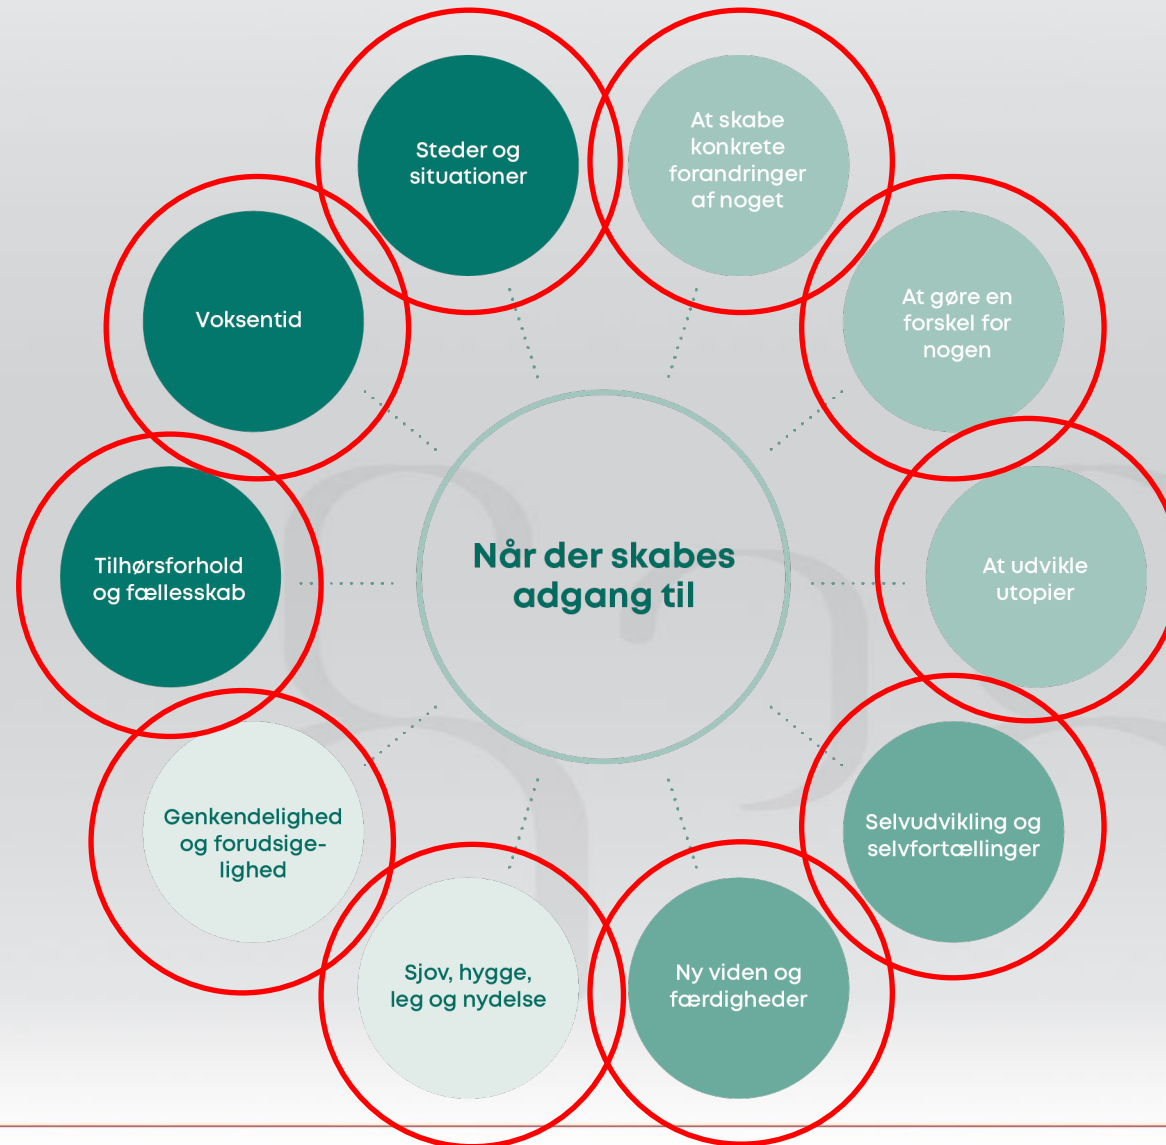 Steder og
situationer
At skabe
konkrete
forandringer
af noget
At gøre en
forskel for
nogen
At udvikle
utopier
Selvudvikling og
selvfortællinger
Ny viden og
færdigheder
Sjov, hygge,
leg og nydelse
Genkendelighed
og forudsige-
lighed
Tilhørsforhold
og fællesskab
Voksentid
Når der skabes
adgang til